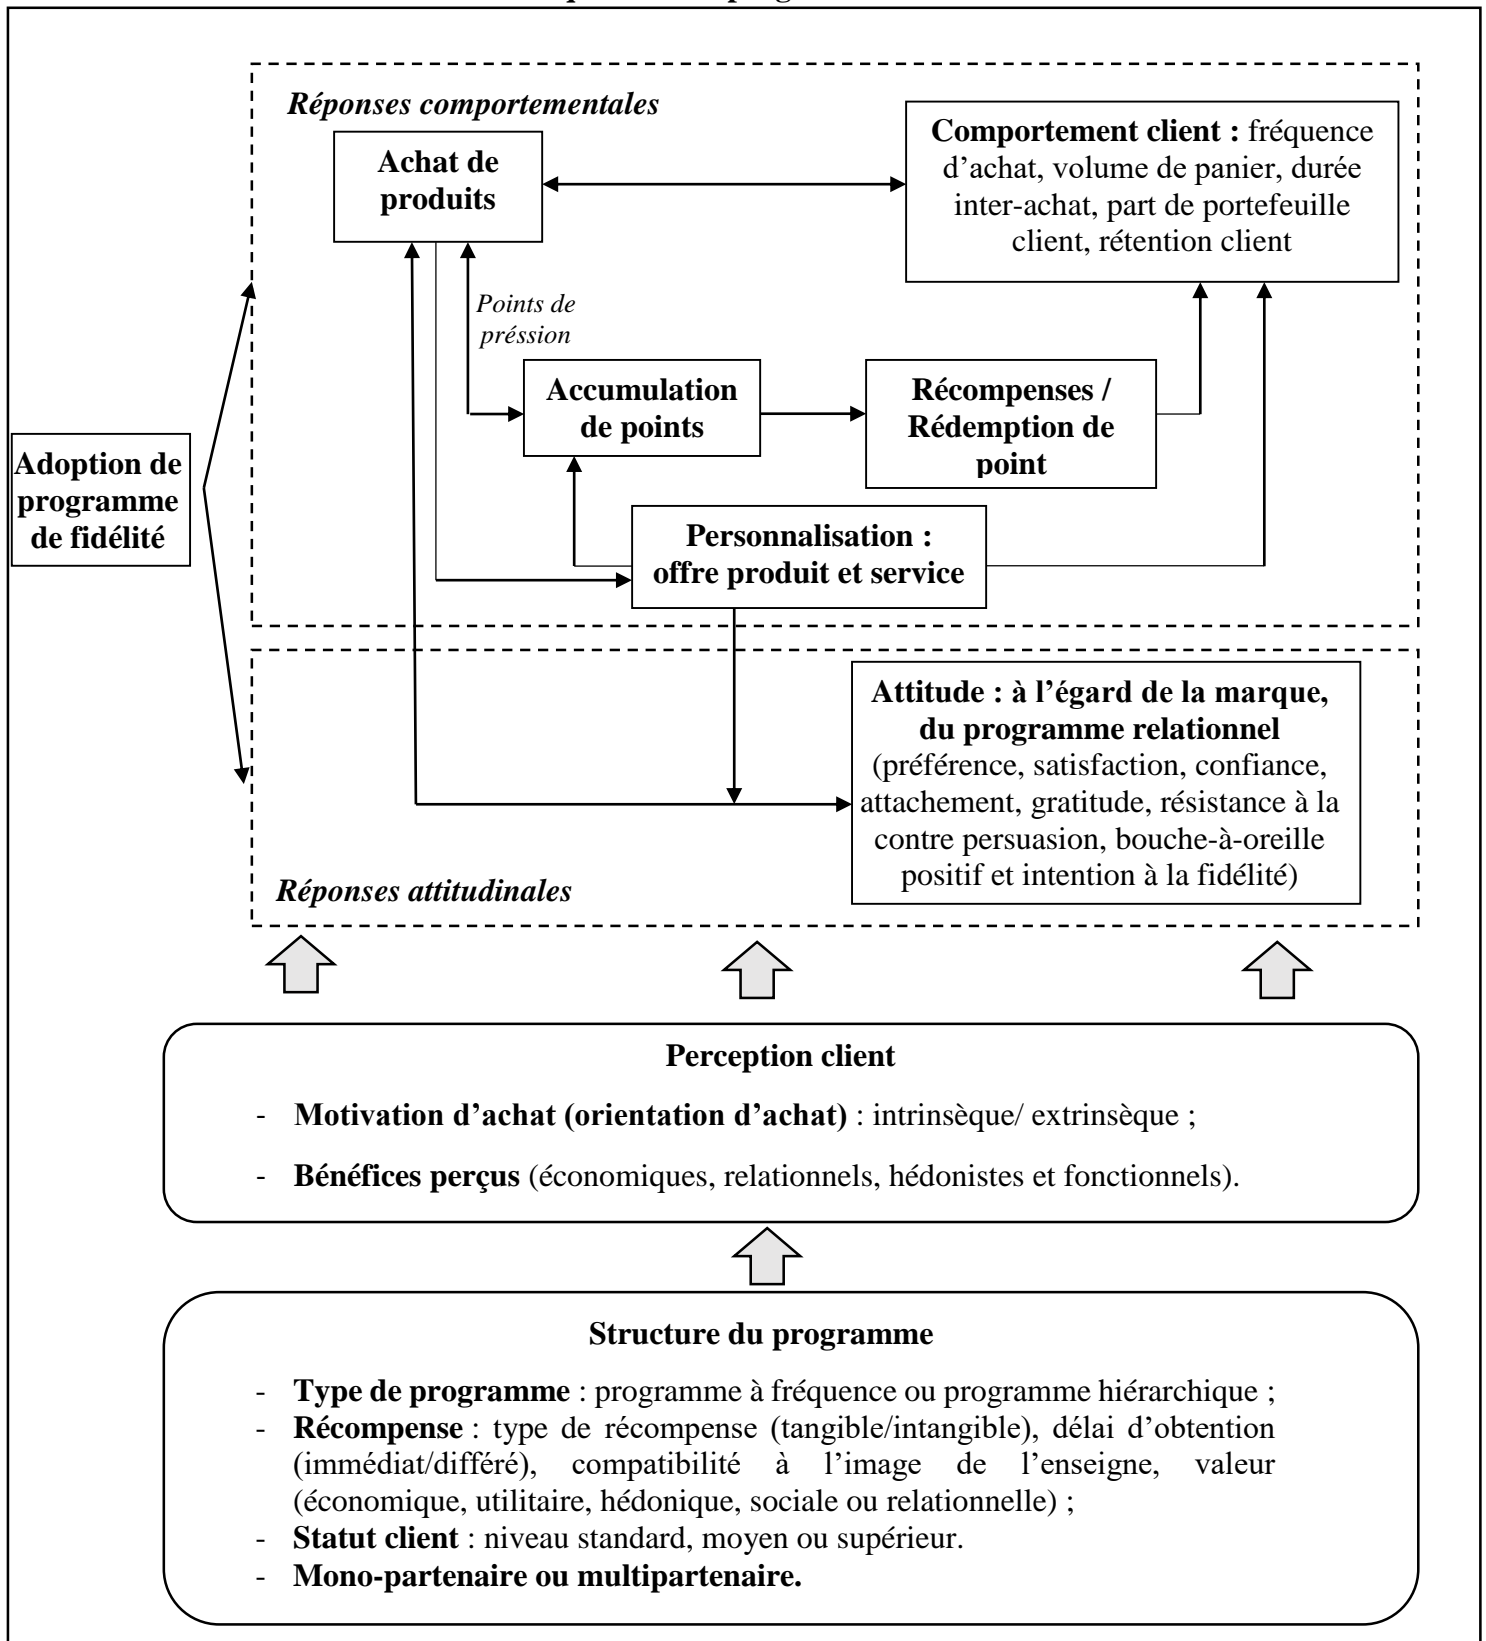 Réponses comportementales
Achat de
produits
Comportement client : fréquence
d’achat, volume de panier, durée
inter-achat, part de portefeuille
client, rétention client
Points de
préssion
Accumulation
de points
Récompenses /
Rédemption de
point
Adoption de
programme
de fidélité
Personnalisation :
offre produit et service
Attitude : à l’égard de la marque,
du programme relationnel
(préférence, satisfaction, confiance,
attachement, gratitude, résistance à la
contre persuasion, bouche-à-oreille
positif et intention à la fidélité)
Réponses attitudinales
Perception client
- Motivation d’achat (orientation d’achat) : intrinsèque/ extrinsèque ;
- Bénéfices perçus (économiques, relationnels, hédonistes et fonctionnels).
Structure du programme
- Type de programme : programme à fréquence ou programme hiérarchique ;
- Récompense : type de récompense (tangible/intangible), délai d’obtention
(immédiat/différé), compatibilité à l’image de l’enseigne, valeur
(économique, utilitaire, hédonique, sociale ou relationnelle) ;
- Statut client : niveau standard, moyen ou supérieur.
- Mono-partenaire ou multipartenaire.